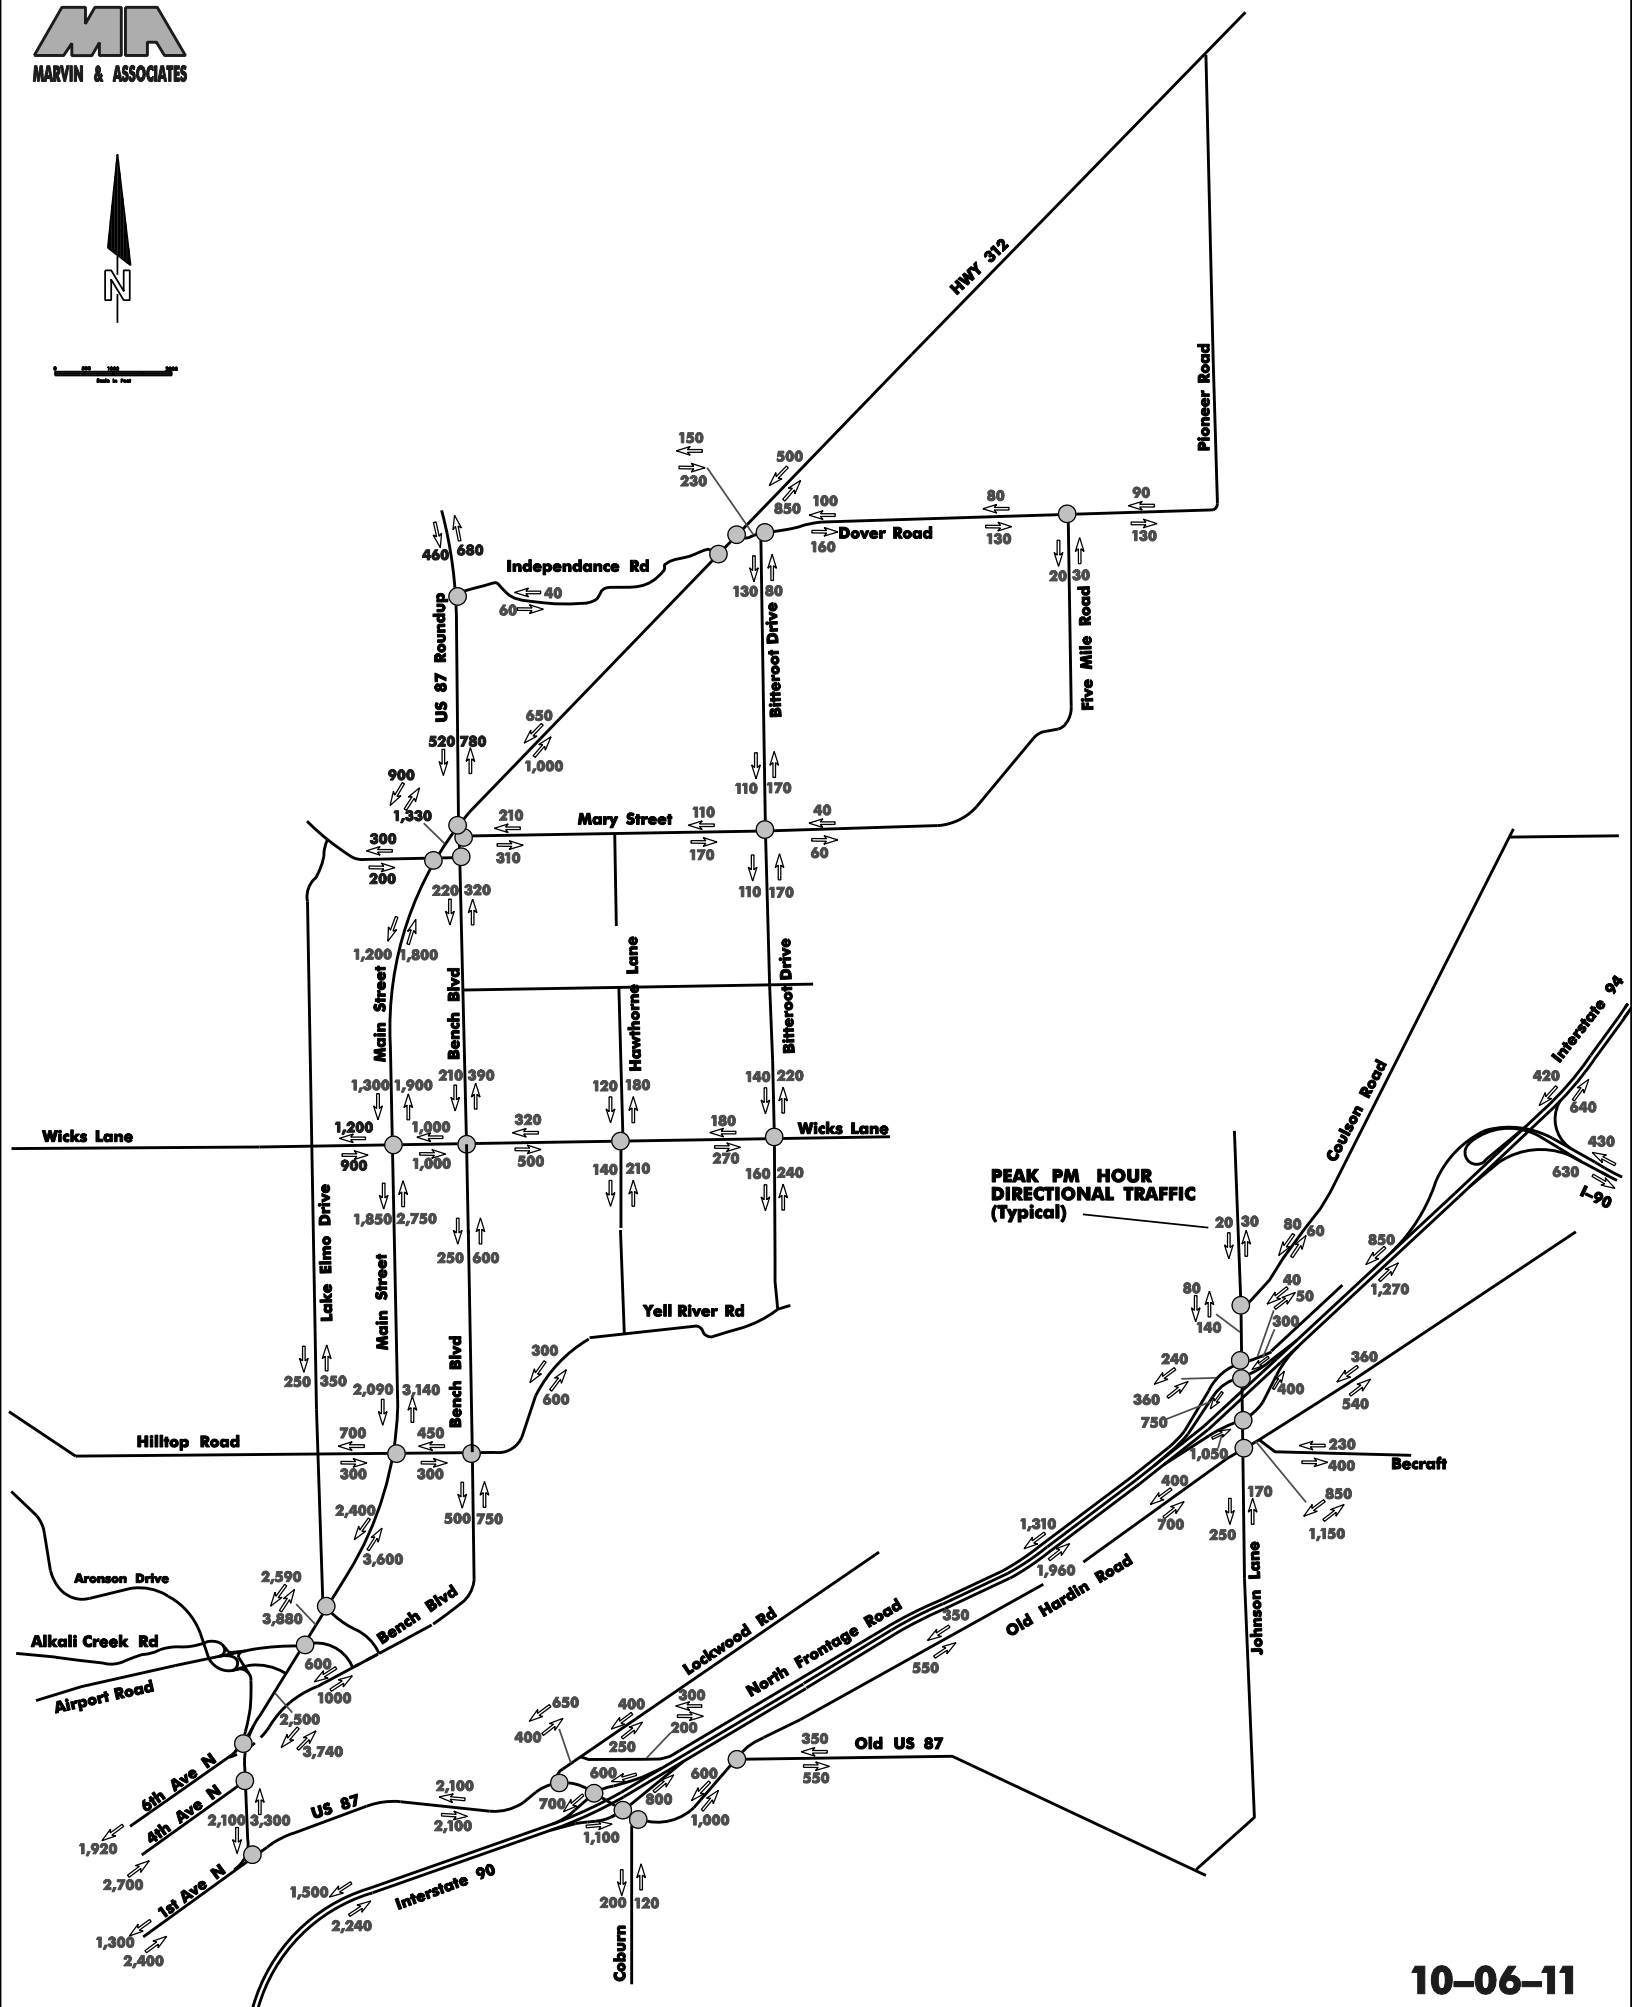 MARVIN & ASSOCIATES
N
0 500 1000 2000
Scale in Feet
HWY 312
Pioneer Road
150
230
500
850
100
160
Dover Road
80
130
90
130
460 680
Independance Rd
40
60
130 80
20 30
US 87 Roundup
Bitteroot Drive
Five Mile Road
520 780
650
1,000
900
1,330
110 170
300
200
210
310
Mary Street
110
170
40
60
220 320
110 170
1,200 1,800
Main Street
Bench Blvd
Hawthorne Lane
Bitteroot Drive
Interstate 94
Coulson Road
420
640
430
630
I-90
1,300 1,900
210 390
120 180
140 220
Wicks Lane
1,200
900
1,000
1,000
320
500
180
270
Wicks Lane
140 210
160 240
1,850 2,750
250 600
PEAK PM HOUR
DIRECTIONAL TRAFFIC
(Typical)
20 30
80
60
850
1,270
Lake Elmo Drive
Main Street
Bench Blvd
Yell River Rd
80
140
40
50
300
250 350
2,090 3,140
300
600
240
360
750
400
360
540
Hilltop Road
700
300
450
300
1,050
230
400
Becraft
500 750
2,400
3,600
400
700
170
250
850
1,150
1,310
1,960
Old Hardin Road
Johnson Lane
Aronson Drive
2,590
3,880
Bench Blvd
Alkali Creek Rd
Airport Road
600
1000
Lockwood Rd
North Frontage Road
350
550
2,500
3,740
650
400
400
250
300
200
350
550
Old US 87
6th Ave N
4th Ave N
2,100 3,300
US 87
2,100
2,100
600
700
800
600
1,000
1,100
1,920
2,700
1st Ave N
1,300
2,400
1,500
2,240
Interstate 90
200 120
Coburn
10-06-11